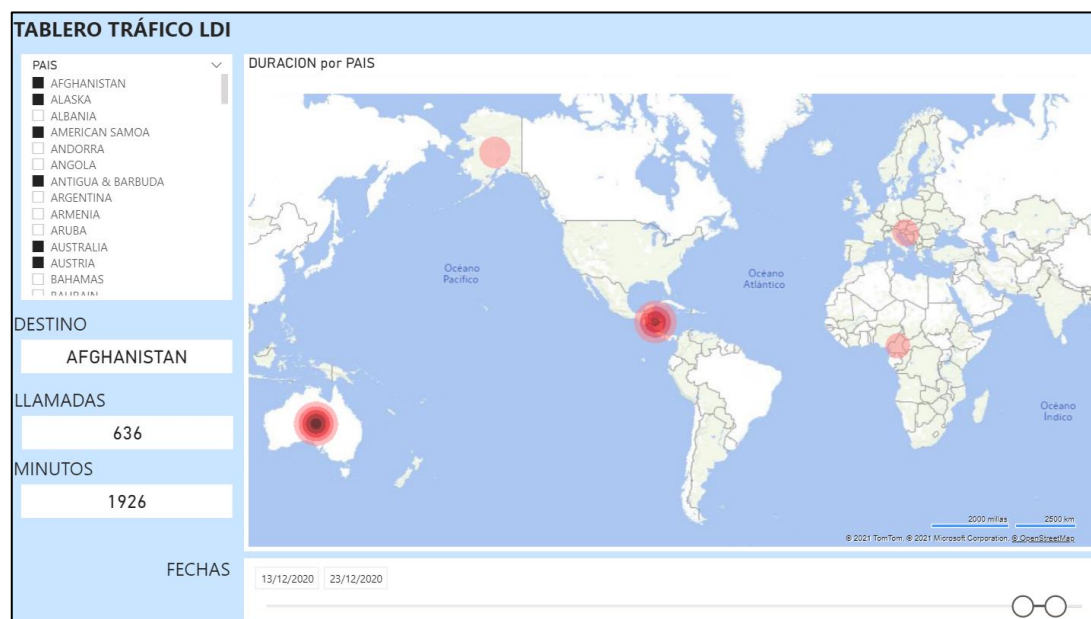 TABLERO TRÁFICO LDI
PAIS
AFGHANISTAN
ALASKA
ALBANIA
AMERICAN SAMOA
ANDORRA
ANGOLA
ANTIGUA & BARBUDA
ARGENTINA
ARMENIA
ARUBA
AUSTRALIA
AUSTRIA
BAHAMAS
DESTINO
AFGHANISTAN
LLAMADAS
636
MINUTOS
1926
DURACION por PAIS
Océano
Pacífico
Océano
Atlántico
Océano
Índico
2000 millas 2500 km
© 2021 TomTom, © 2021 Microsoft Corporation, © OpenStreetMap
FECHAS
13/12/2020 23/12/2020